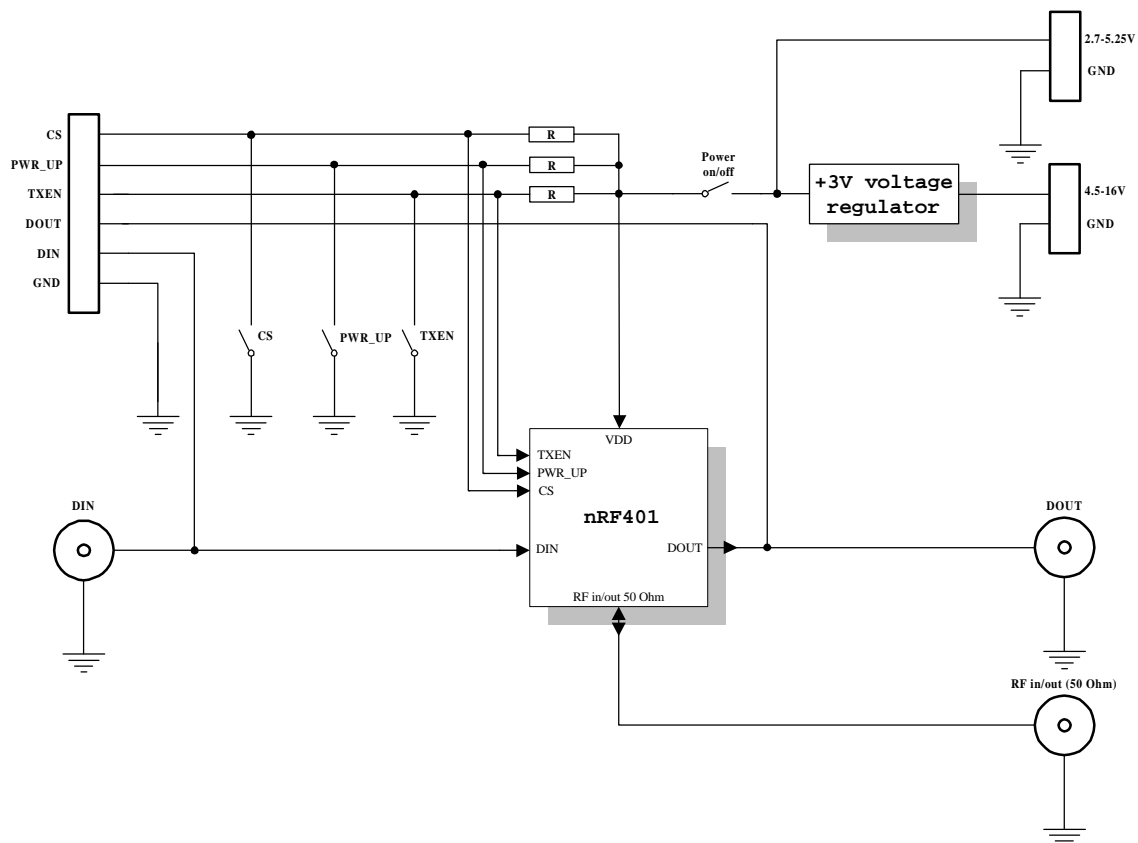 2.7-5.25V
GND
CS
R
PWR_UP
R
Power
on/off
+3V voltage
regulator
4.5-16V
TXEN
R
DOUT
GND
DIN
GND
CS
PWR_UP
TXEN
VDD
TXEN
PWR_UP
CS
nRF401
DIN
DOUT
DIN
DOUT
RF in/out 50 Ohm
RF in/out (50 Ohm)